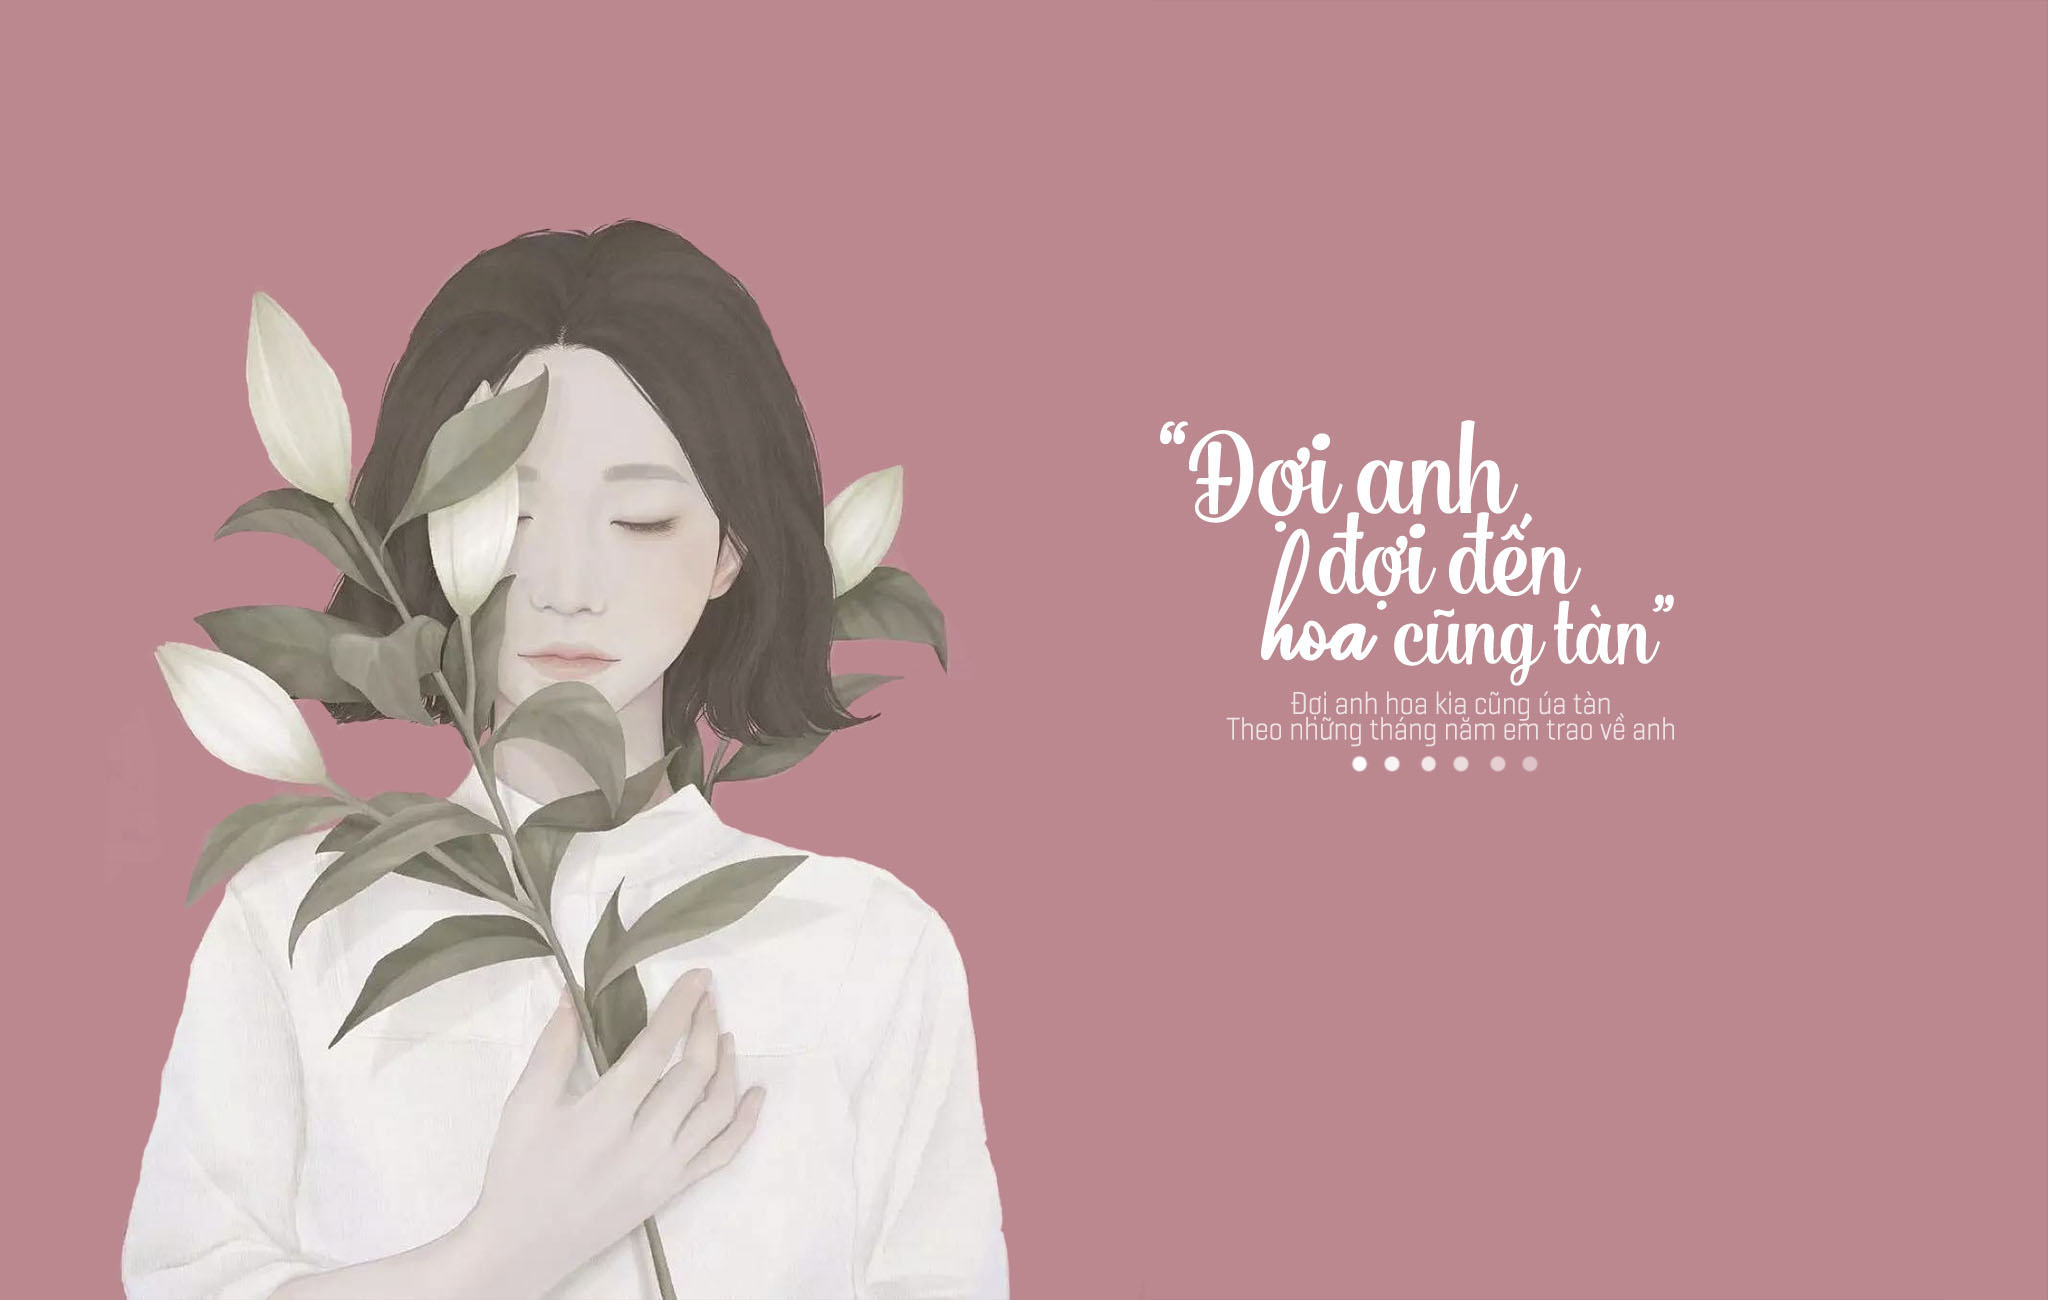 “Đợi anh
đợi đến
hoa cũng tàn”
Đợi anh hoa kia cũng úa tàn
Theo những tháng năm em trao về anh